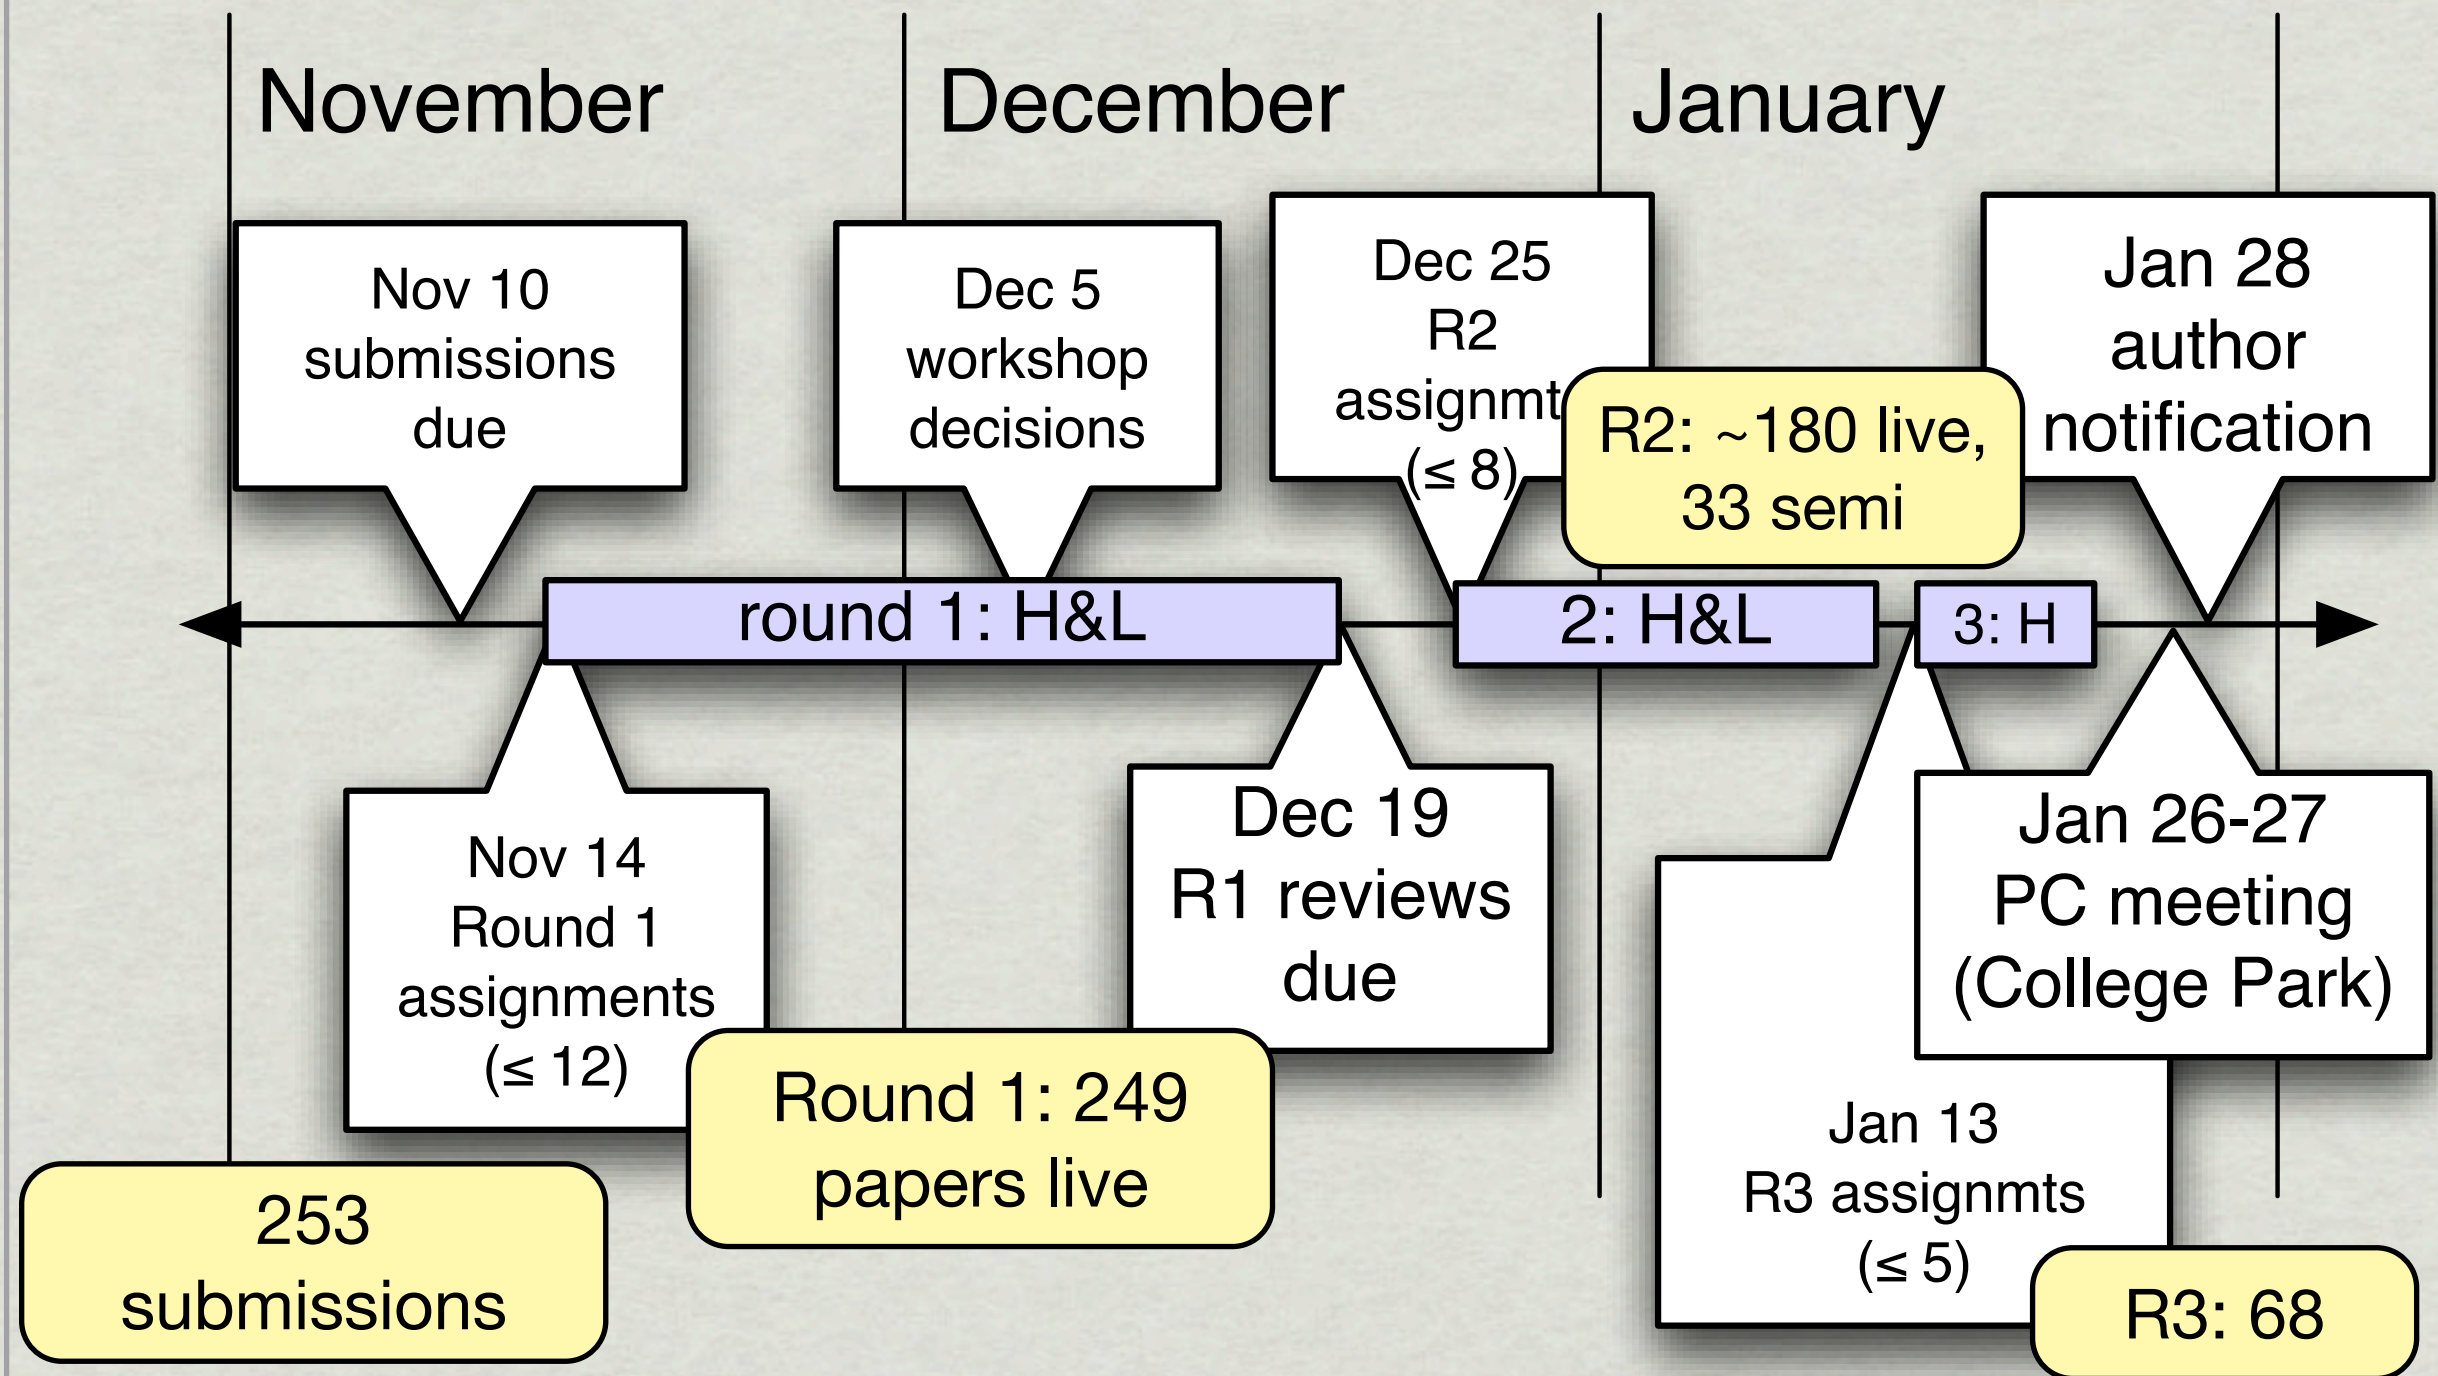 November
December
January
Nov 10
submissions
due
Dec 5
workshop
decisions
Dec 25
R2
assignmt
(≤ 8)
R2: ~180 live,
33 semi
Jan 28
author
notification
round 1: H&L
2: H&L
3: H
Nov 14
Round 1
assignments
(≤ 12)
Dec 19
R1 reviews
due
Jan 26-27
PC meeting
(College Park)
Round 1: 249
papers live
Jan 13
R3 assignmts
(≤ 5)
253
submissions
R3: 68